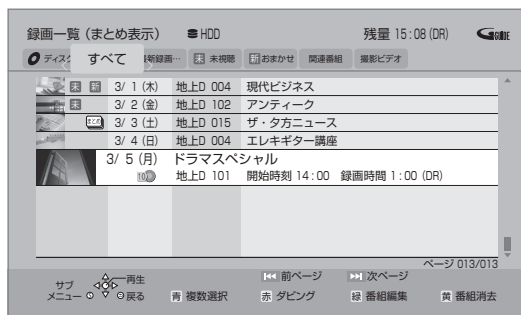 録画一覧（まとめ表示） HDD 残量 15:08 (DR) GGUIDE
ディスク すべて 最新録画… 未 未視聴 新 おまかせ 関連番組 撮影ビデオ
未 新 3/ 1 (木) 地上D 004 現代ビジネス
未 3/ 2 (金) 地上D 102 アンティーク
まとめ 3/ 3 (土) 地上D 015 ザ・夕方ニュース
3/ 4 (日) 地上D 004 エレキギター講座
3/ 5 (月) ドラマスペシャル
地上D 101 開始時刻 14:00 録画時間 1:00 (DR)
ページ 013/013
サブメニュー 再生 戻る 前ページ 次ページ
青 複数選択 赤 ダビング 緑 番組編集 黄 番組消去